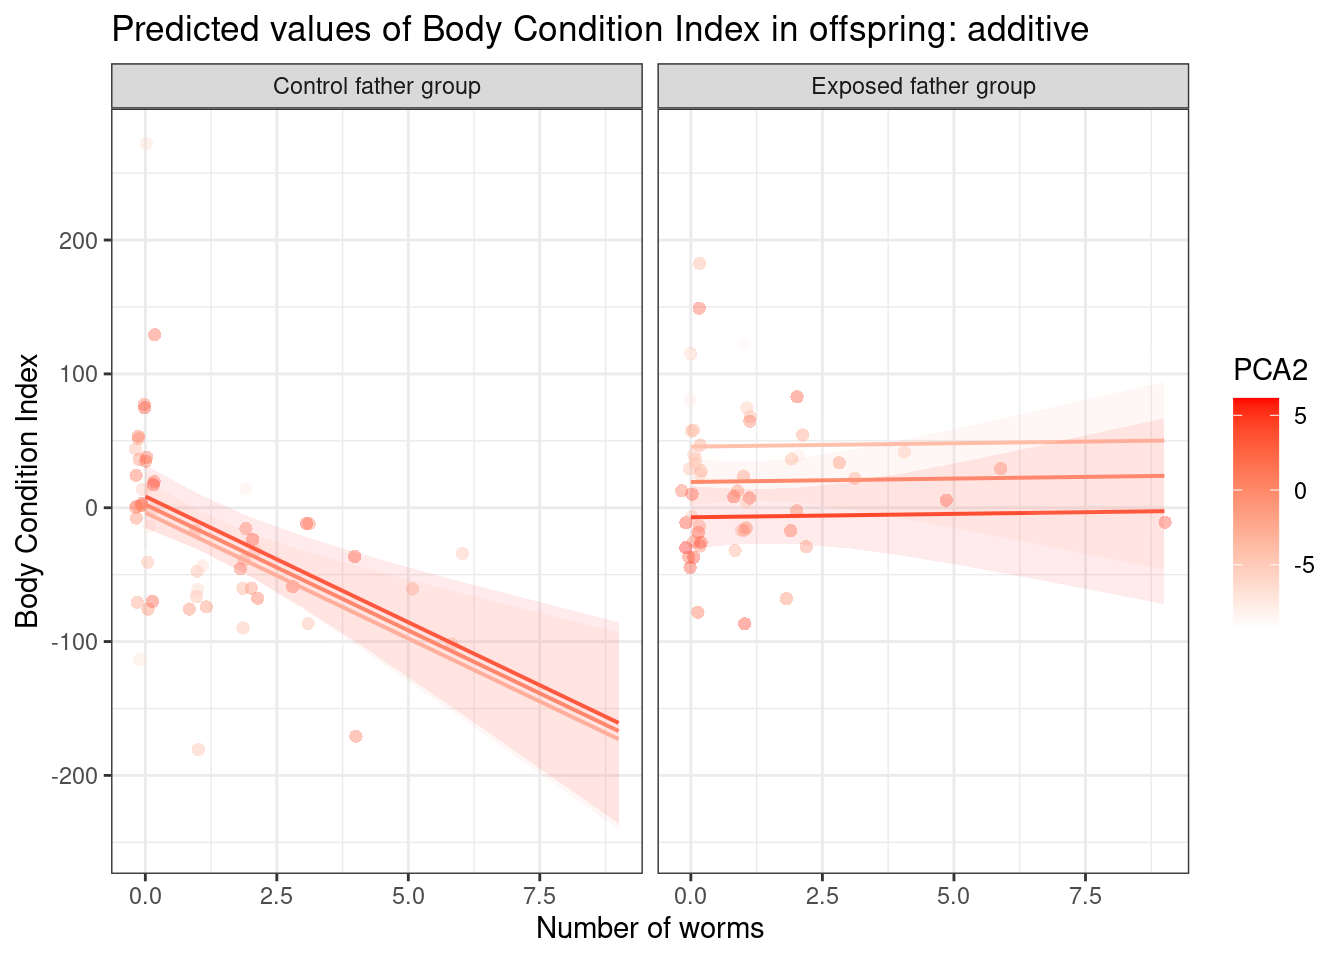 Predicted values of Body Condition Index in offspring: additive
Control father group
Exposed father group
Body Condition Index
200
100
0
-100
-200
0.0 2.5 5.0 7.5
0.0 2.5 5.0 7.5
Number of worms
PCA2
5
0
-5